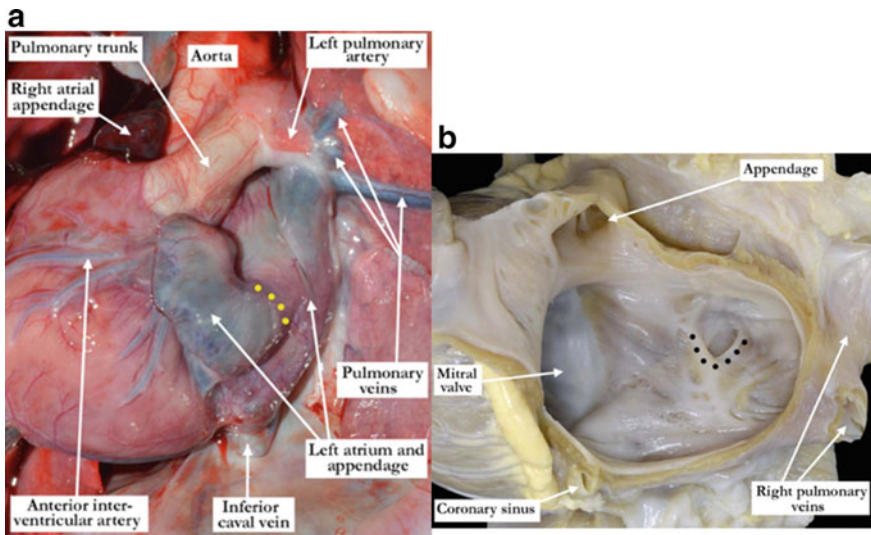 a
Pulmonary trunk
Aorta
Left pulmonary
artery
Right atrial
appendage
Pulmonary
veins
Left atrium and
appendage
Anterior inter-
ventricular artery
Inferior
caval vein
b
Appendage
Mitral
valve
Coronary sinus
Right pulmonary
veins